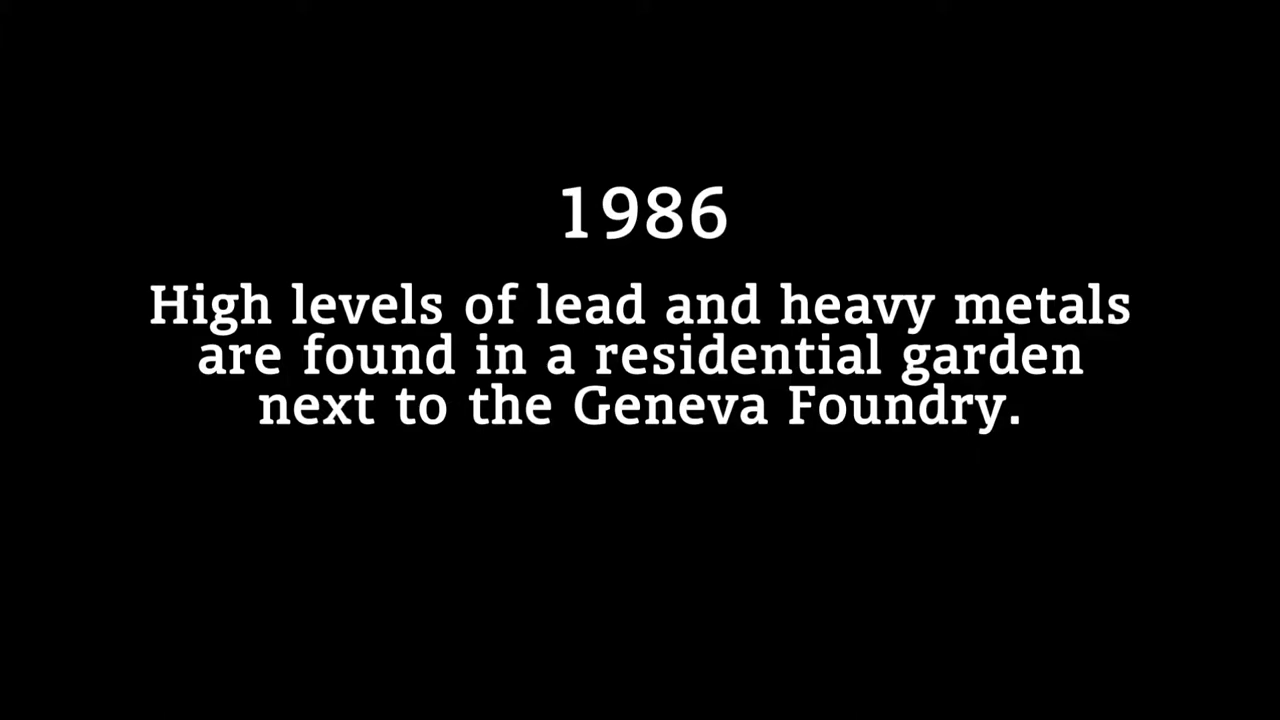 1986
High levels of lead and heavy metals
are found in a residential garden
next to the Geneva Foundry.